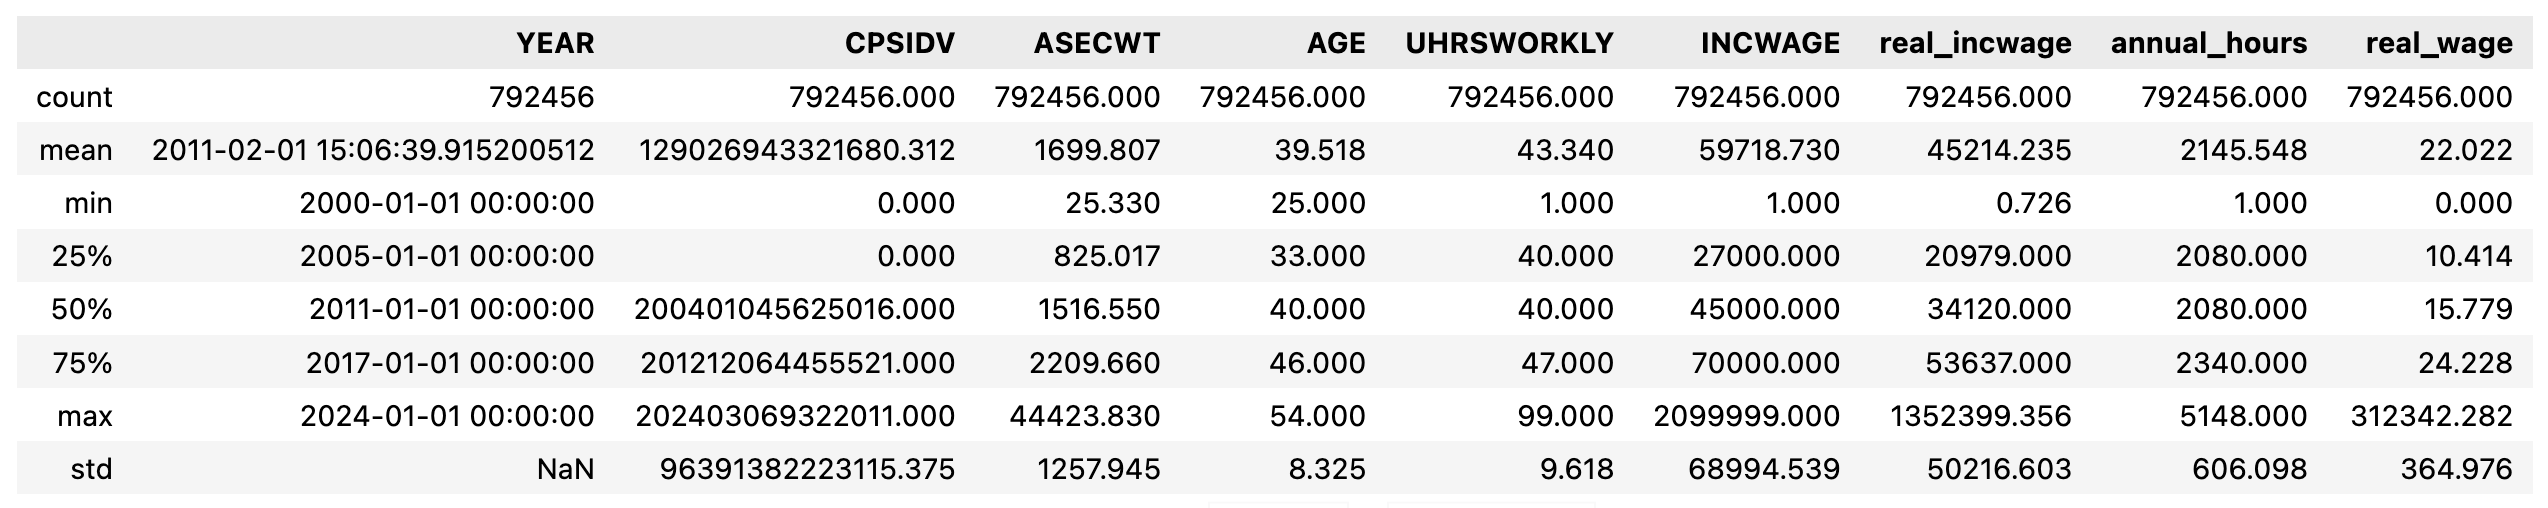 YEAR CPSIDV ASECWT AGE UHRSWORKLY INCWAGE real_incwage annual_hours real_wage
count 792456 792456.000 792456.000 792456.000 792456.000 792456.000 792456.000 792456.000 792456.000
mean 2011-02-01 15:06:39.915200512 129026943321680.312 1699.807 39.518 43.340 59718.730 45214.235 2145.548 22.022
min 2000-01-01 00:00:00 0.000 25.330 25.000 1.000 1.000 0.726 1.000 0.000
25% 2005-01-01 00:00:00 0.000 825.017 33.000 40.000 27000.000 20979.000 2080.000 10.414
50% 2011-01-01 00:00:00 200401045625016.000 1516.550 40.000 40.000 45000.000 34120.000 2080.000 15.779
75% 2017-01-01 00:00:00 201212064455521.000 2209.660 46.000 47.000 70000.000 53637.000 2340.000 24.228
max 2024-01-01 00:00:00 202403069322011.000 44423.830 54.000 99.000 2099999.000 1352399.356 5148.000 312342.282
std NaN 96391382223115.375 1257.945 8.325 9.618 68994.539 50216.603 606.098 364.976